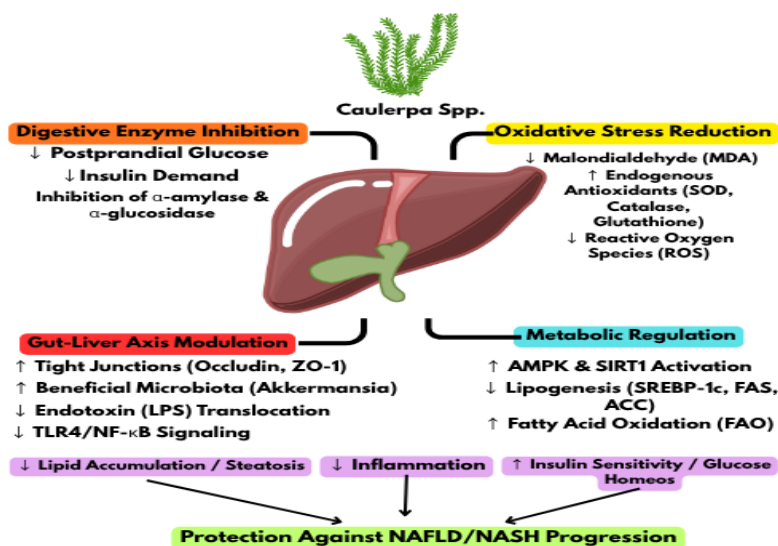 Caulerpa Spp.
Digestive Enzyme Inhibition
↓ Postprandial Glucose
↓ Insulin Demand
Inhibition of α-amylase &
α-glucosidase
Oxidative Stress Reduction
↓ Malondialdehyde (MDA)
↑ Endogenous
Antioxidants (SOD,
Catalase,
Glutathione)
↓ Reactive Oxygen
Species (ROS)
Gut-Liver Axis Modulation
↑ Tight Junctions (Occludin, ZO-1)
↑ Beneficial Microbiota (Akkermansia)
↓ Endotoxin (LPS) Translocation
↓ TLR4/NF-κB Signaling
Metabolic Regulation
↑ AMPK & SIRT1 Activation
↓ Lipogenesis (SREBP-1c, FAS,
ACC)
↑ Fatty Acid Oxidation (FAO)
↓ Lipid Accumulation / Steatosis
↓ Inflammation
↑ Insulin Sensitivity / Glucose
Homeos
Protection Against NAFLD/NASH Progression